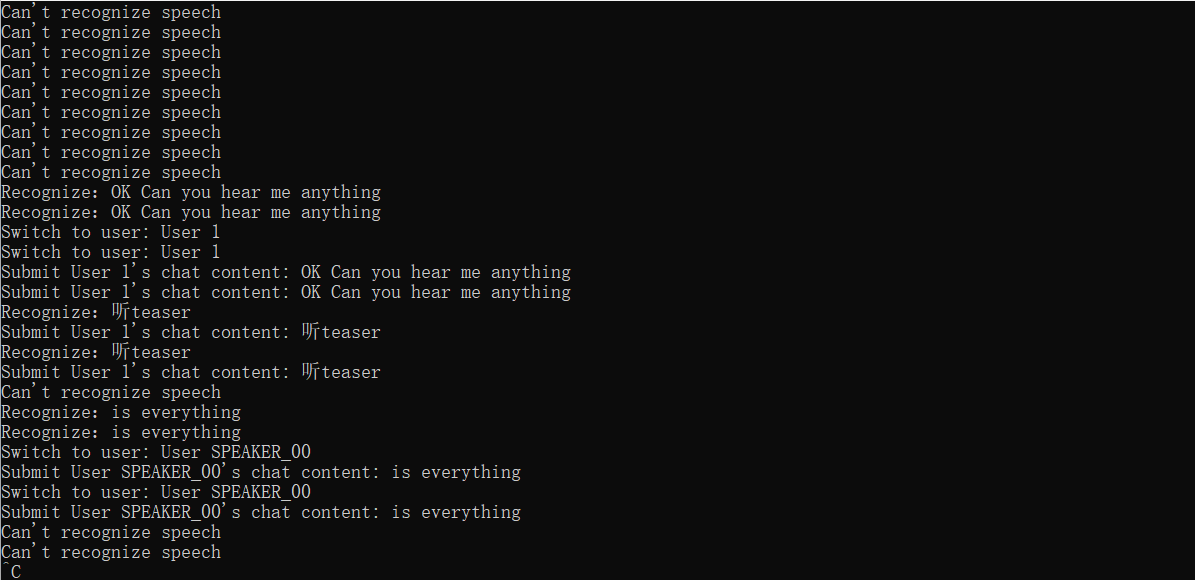 Can't recognize speech
Can't recognize speech
Can't recognize speech
Can't recognize speech
Can't recognize speech
Can't recognize speech
Can't recognize speech
Can't recognize speech
Can't recognize speech
Recognize: OK Can you hear me anything
Recognize: OK Can you hear me anything
Switch to user: User 1
Switch to user: User 1
Submit User 1's chat content: OK Can you hear me anything
Submit User 1's chat content: OK Can you hear me anything
Recognize: 听teaser
Submit User 1's chat content: 听teaser
Recognize: 听teaser
Submit User 1's chat content: 听teaser
Can't recognize speech
Recognize: is everything
Recognize: is everything
Switch to user: User SPEAKER_00
Submit User SPEAKER_00's chat content: is everything
Switch to user: User SPEAKER_00
Submit User SPEAKER_00's chat content: is everything
Can't recognize speech
Can't recognize speech
^C